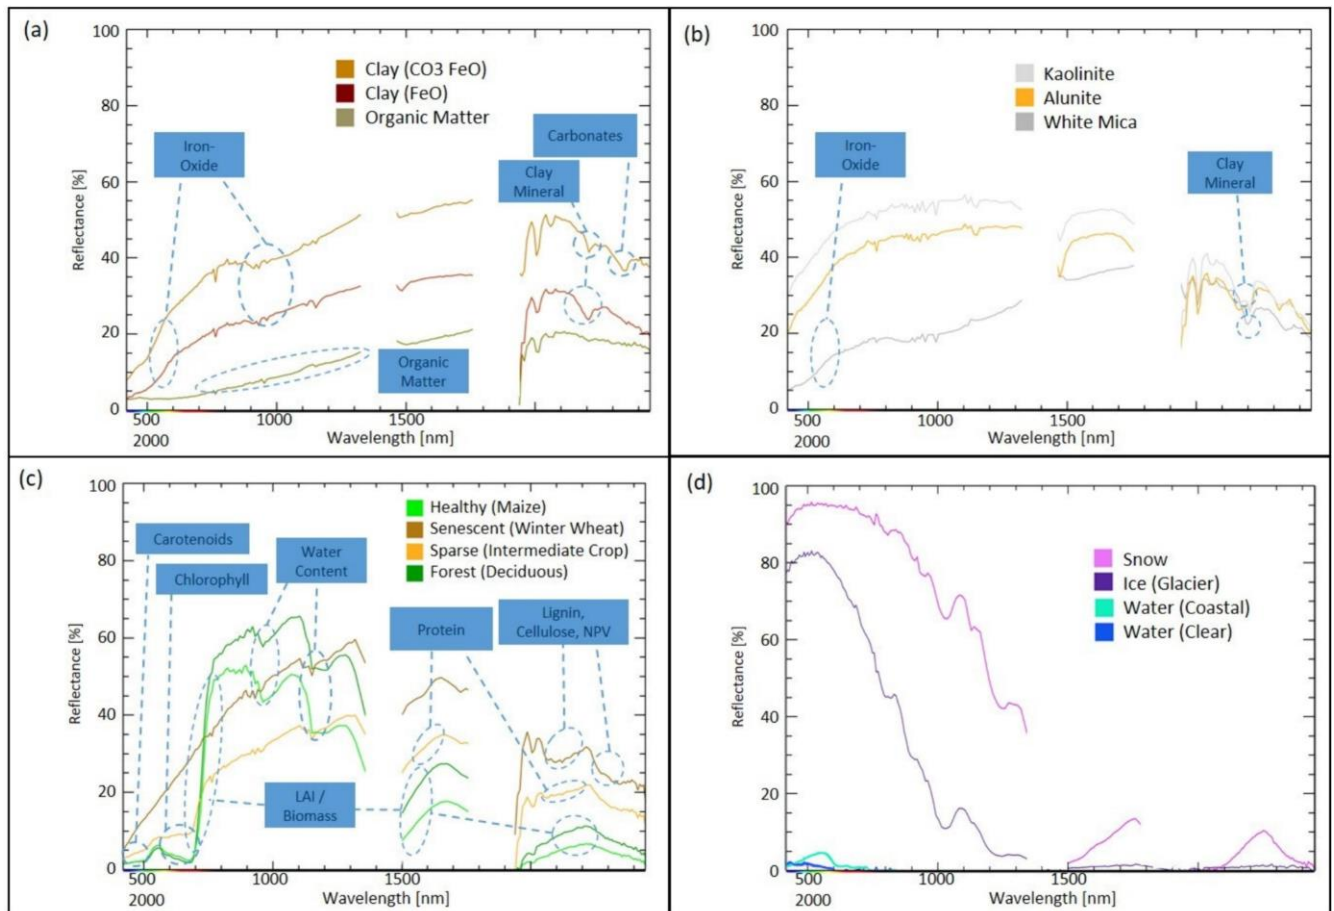 (a)
100
80
60
40
20
0
Reflectance [%]
Clay (CO3 FeO)
Clay (FeO)
Organic Matter
Iron-
Oxide
Carbonates
Clay
Mineral
Organic
Matter
500
1000
1500
2000
Wavelength [nm]
(b)
100
80
60
40
20
0
Reflectance [%]
Kaolinite
Alunite
White Mica
Iron-
Oxide
Clay
Mineral
500
1000
1500
2000
Wavelength [nm]
(c)
100
80
60
40
20
0
Reflectance [%]
Healthy (Maize)
Senescent (Winter Wheat)
Sparse (Intermediate Crop)
Forest (Deciduous)
Carotenoids
Chlorophyll
Water
Content
Protein
Lignin,
Cellulose, NPV
LAI /
Biomass
500
1000
1500
2000
Wavelength [nm]
(d)
100
80
60
40
20
0
Reflectance [%]
Snow
Ice (Glacier)
Water (Coastal)
Water (Clear)
500
1000
1500
2000
Wavelength [nm]